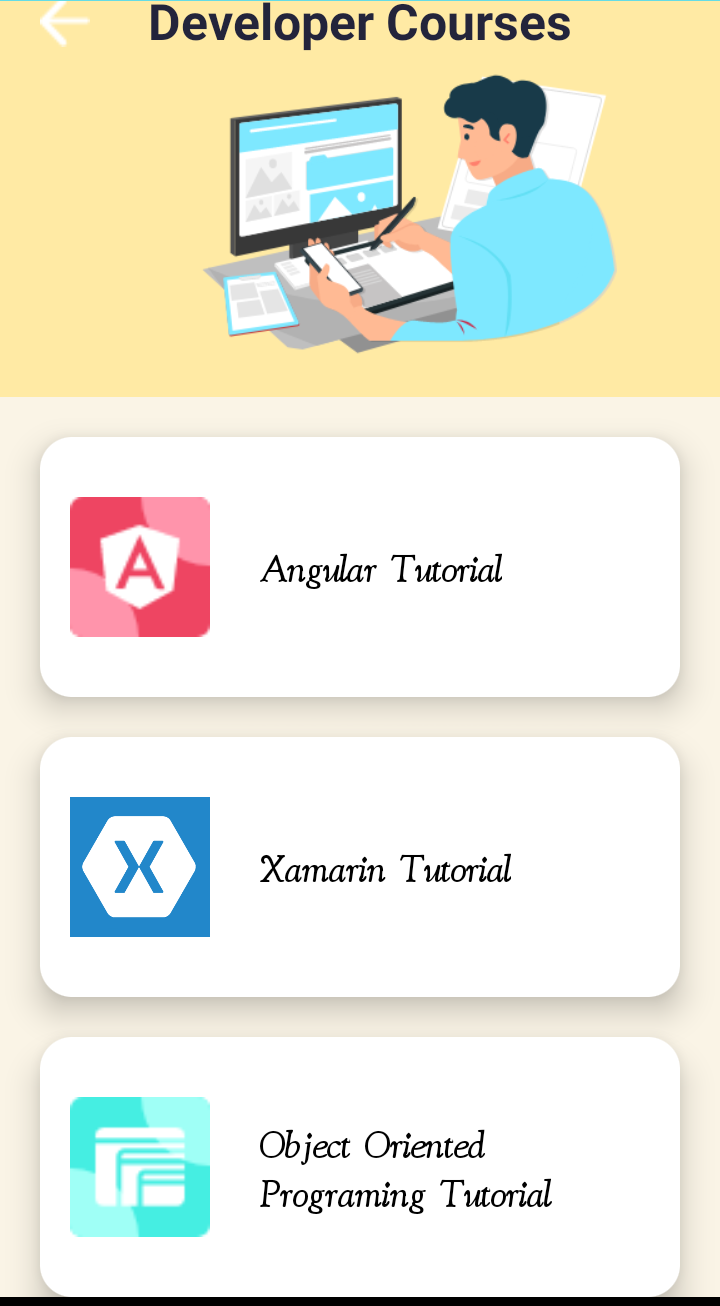 Developer Courses
Angular Tutorial
Xamarin Tutorial
Object Oriented
Programing Tutorial